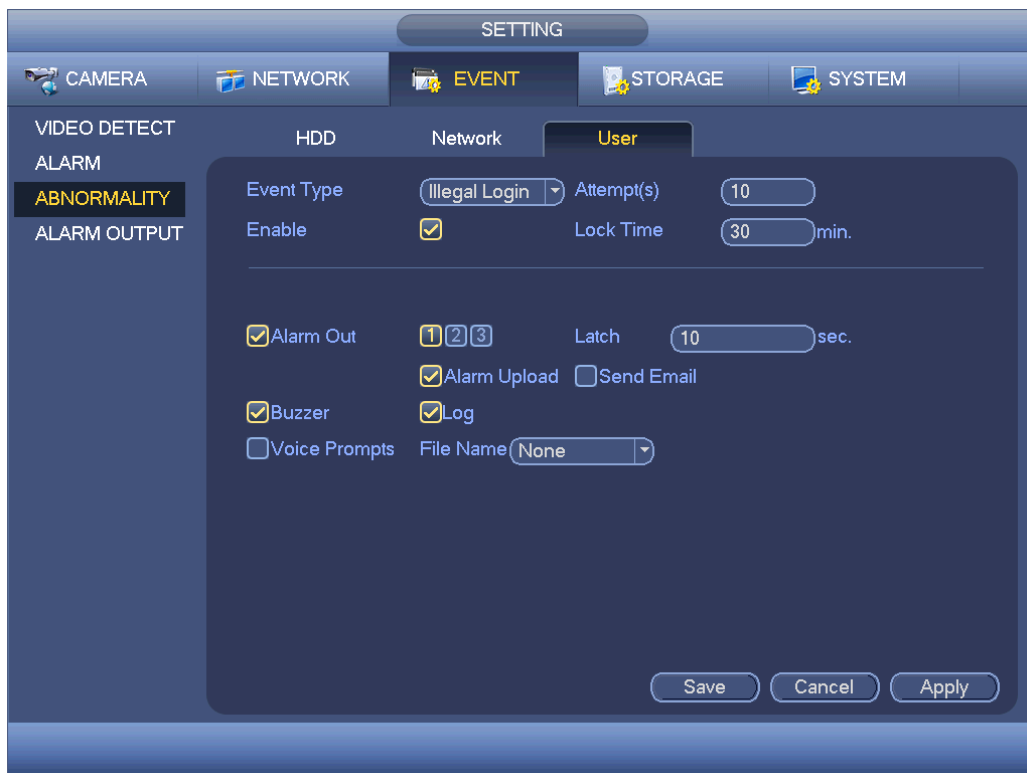 SETTING
CAMERA NETWORK EVENT STORAGE SYSTEM
VIDEO DETECT
ALARM
ABNORMALITY
ALARM OUTPUT
HDD Network User
Event Type Illegal Login Attempt(s) 10
Enable Lock Time 30 min.
Alarm Out 1 2 3 Latch 10 sec.
Alarm Upload Send Email
Buzzer Log
Voice Prompts File Name None
Save Cancel Apply